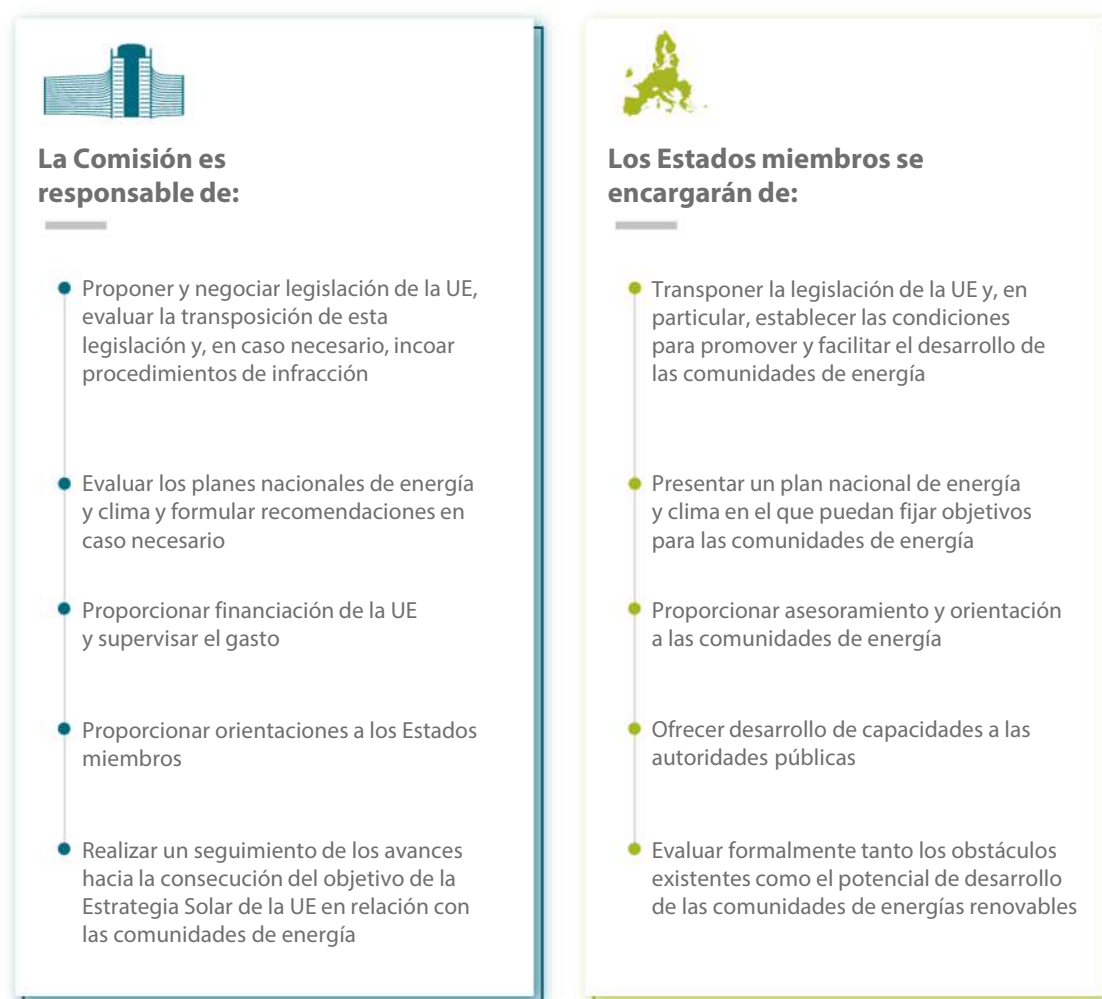 La Comisión es
responsable de:
Proponer y negociar legislación de la UE,
evaluar la transposición de esta
legislación y, en caso necesario, incoar
procedimientos de infracción
Evaluar los planes nacionales de energía
y clima y formular recomendaciones en
caso necesario
Proporcionar financiación de la UE
y supervisar el gasto
Proporcionar orientaciones a los Estados
miembros
Realizar un seguimiento de los avances
hacia la consecución del objetivo de la
Estrategia Solar de la UE en relación con
las comunidades de energía
Los Estados miembros se
encargarán de:
Transponer la legislación de la UE y, en
particular, establecer las condiciones
para promover y facilitar el desarrollo de
las comunidades de energía
Presentar un plan nacional de energía
y clima en el que puedan fijar objetivos
para las comunidades de energía
Proporcionar asesoramiento y orientación
a las comunidades de energía
Ofrecer desarrollo de capacidades a las
autoridades públicas
Evaluar formalmente tanto los obstáculos
existentes como el potencial de desarrollo
de las comunidades de energías renovables